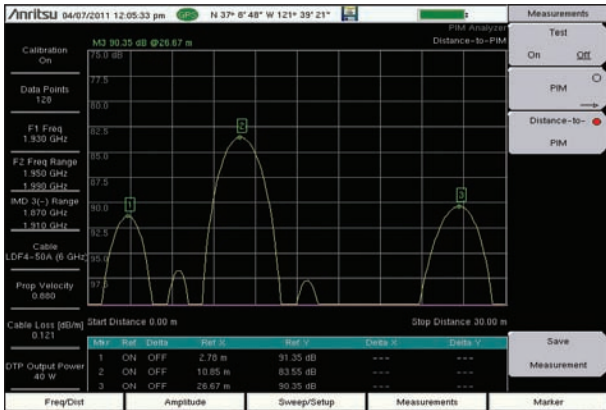 Anritsu 04/07/2011 12:05:33 pm GPS N 37° 8' 48" W 121° 39' 21"
Measurements
PIM Analyzer
M3 90.35 dB @26.67 m
Distance-to-PIM
Calibration
On
Data Points
128
F1 Freq
1.930 GHz
F2 Freq Range
1.950 GHz
1.990 GHz
IMD 3(-) Range
1.870 GHz
1.910 GHz
Cable
LDF4-50A (6 GHz)
Prop Velocity
0.880
Cable Loss [dB/m]
0.121
DTP Output Power
40 W
75.0 dB
77.5
80.0
82.5
85.0
87.5
90.0
92.5
95.0
97.5
1
2
3
Start Distance 0.00 m
Stop Distance 30.00 m
Mkr Ref Delta Ref X Ref Y Delta X Delta Y
1 ON OFF 2.78 m 91.35 dB --- ---
2 ON OFF 10.85 m 83.55 dB --- ---
3 ON OFF 26.67 m 90.35 dB --- ---
Test
On Off
PIM
Distance-to-
PIM
Save
Measurement
Freq/Dist
Amplitude
Sweep/Setup
Measurements
Marker